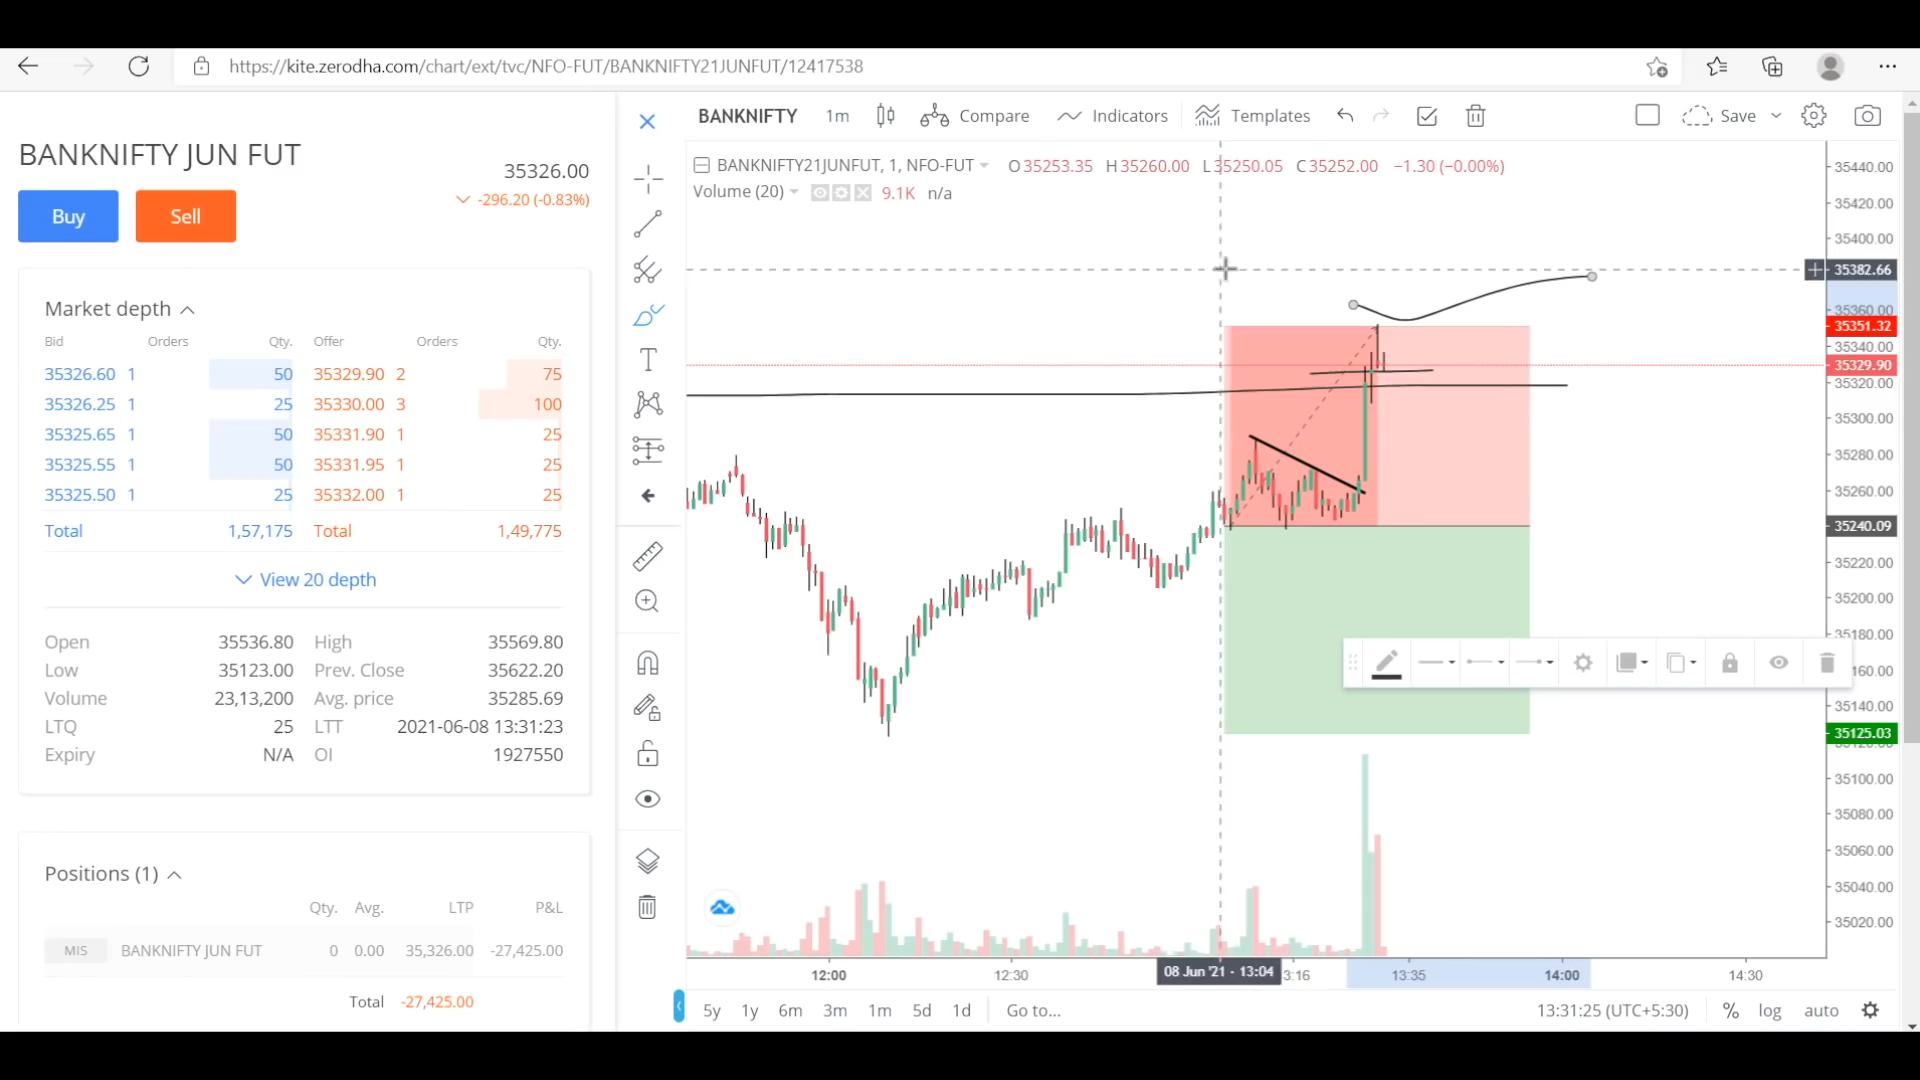 https://kite.zerodha.com/chart/ext/tvc/NFO-FUT/BANKNIFTY21JUNFUT/12417538
BANKNIFTY JUN FUT
35326.00
-296.20 (-0.83%)
Buy Sell
Market depth
Bid Orders Qty. Offer Orders Qty.
35326.60 1 50 35329.90 2 75
35326.25 1 25 35330.00 3 100
35325.65 1 50 35331.90 1 25
35325.55 1 50 35331.95 1 25
35325.50 1 25 35332.00 1 25
Total 1,57,175 Total 1,49,775
View 20 depth
Open 35536.80 High 35569.80
Low 35123.00 Prev. Close 35622.20
Volume 23,13,200 Avg. price 35285.69
LTQ 25 LTT 2021-06-08 13:31:23
Expiry N/A OI 1927550
Positions (1)
Qty. Avg. LTP P&L
MIS BANKNIFTY JUN FUT 0 0.00 35,326.00 -27,425.00
Total -27,425.00
BANKNIFTY 1m Compare Indicators Templates Save
BANKNIFTY21JUNFUT, 1, NFO-FUT O35253.35 H35260.00 L35250.05 C35252.00 −1.30 (−0.00%)
Volume (20) 9.1K n/a
T
35440.00
35420.00
35400.00
35382.66
35360.00
35351.32
35340.00
35329.90
35320.00
35300.00
35280.00
35260.00
35240.09
35220.00
35200.00
35180.00
160.00
35140.00
35125.03
35100.00
35080.00
35060.00
35040.00
35020.00
12:00 12:30 08 Jun '21 - 13:04 3:16 13:35 14:00 14:30
5y 1y 6m 3m 1m 5d 1d Go to... 13:31:25 (UTC+5:30) % log auto